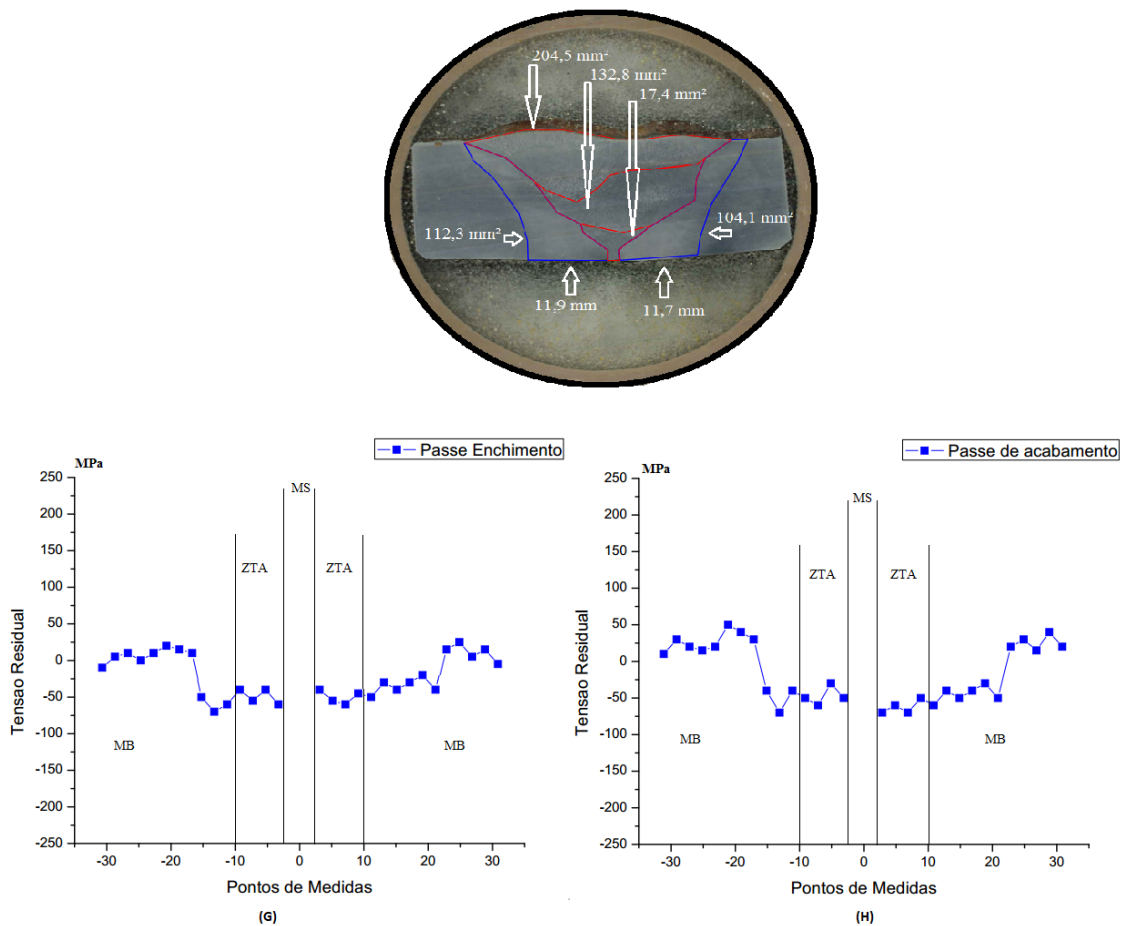 204,5 mm²
132,8 mm²
17,4 mm²
112,3 mm²
104,1 mm²
11,9 mm
11,7 mm
Passe Enchimento
MPa
250
200
150
100
50
0
-50
-100
-150
-200
-250
Tensao Residual
MS
ZTA
ZTA
MB
MB
-30
-20
-10
0
10
20
30
Pontos de Medidas
(G)
Passe de acabamento
MPa
250
200
150
100
50
0
-50
-100
-150
-200
-250
Tensao Residual
MS
ZTA
ZTA
MB
MB
-30
-20
-10
0
10
20
30
Pontos de Medidas
(H)